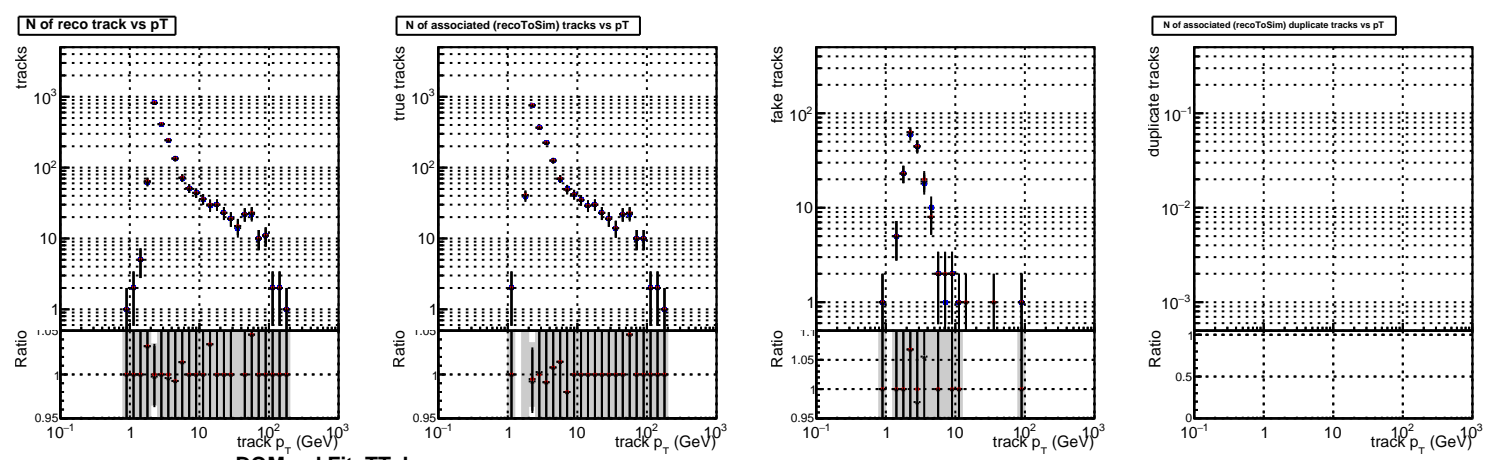 N of reco track vs pT
tracks
10³
10²
10
1
Ratio
1.05
1
0.95
10⁻¹ 1 10 10² 10³
track p_T (GeV)
N of associated (recoToSim) tracks vs pT
true tracks
10³
10²
10
1
Ratio
1.05
1
0.95
10⁻¹ 1 10 10² 10³
track p_T (GeV)
fake tracks
10²
10
1
Ratio
1.1
1.05
1
0.95
10⁻¹ 1 10 10² 10³
track p_T (GeV)
N of associated (recoToSim) duplicate tracks vs pT
duplicate tracks
10⁻¹
10⁻²
10⁻³
Ratio
1
0.5
0
10⁻¹ 1 10 10² 10³
track p_T (GeV)